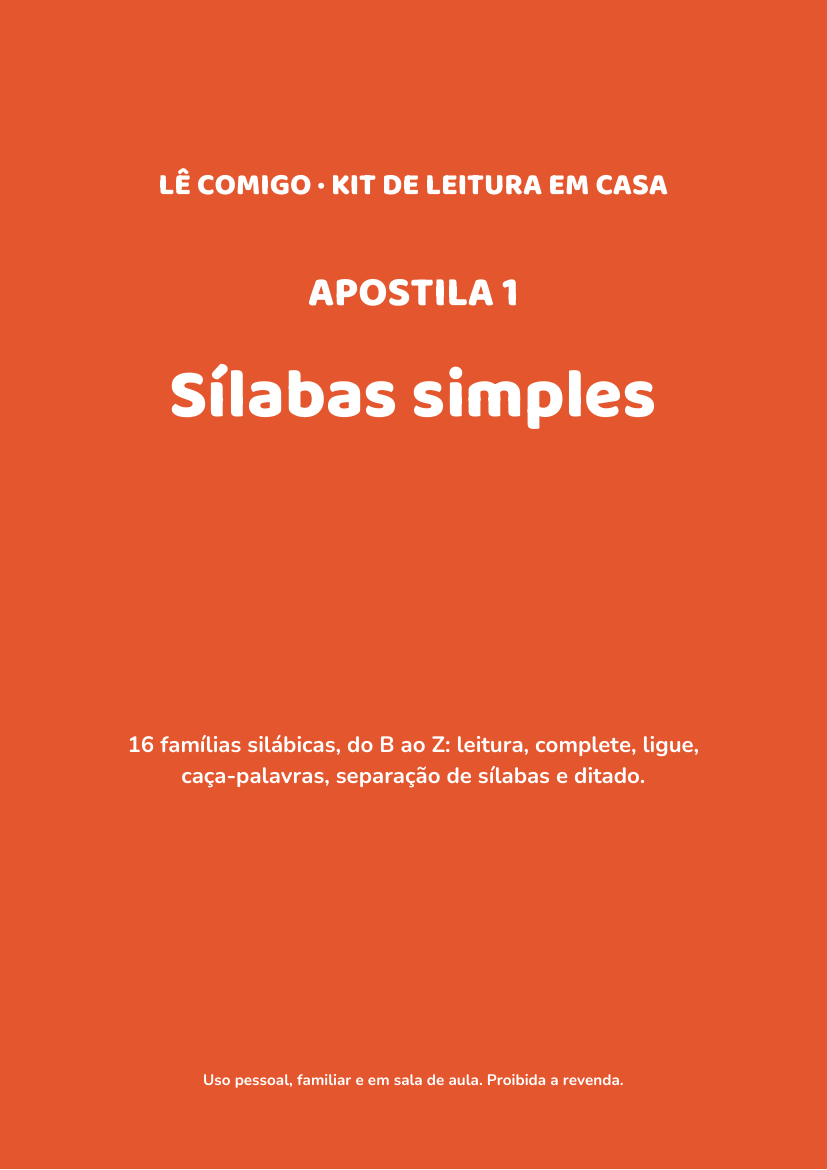 LÊ COMIGO · KIT DE LEITURA EM CASA
APOSTILA 1
Sílabas simples
16 famílias silábicas, do B ao Z: leitura, complete, ligue,
caça-palavras, separação de sílabas e ditado.
Uso pessoal, familiar e em sala de aula. Proibida a revenda.